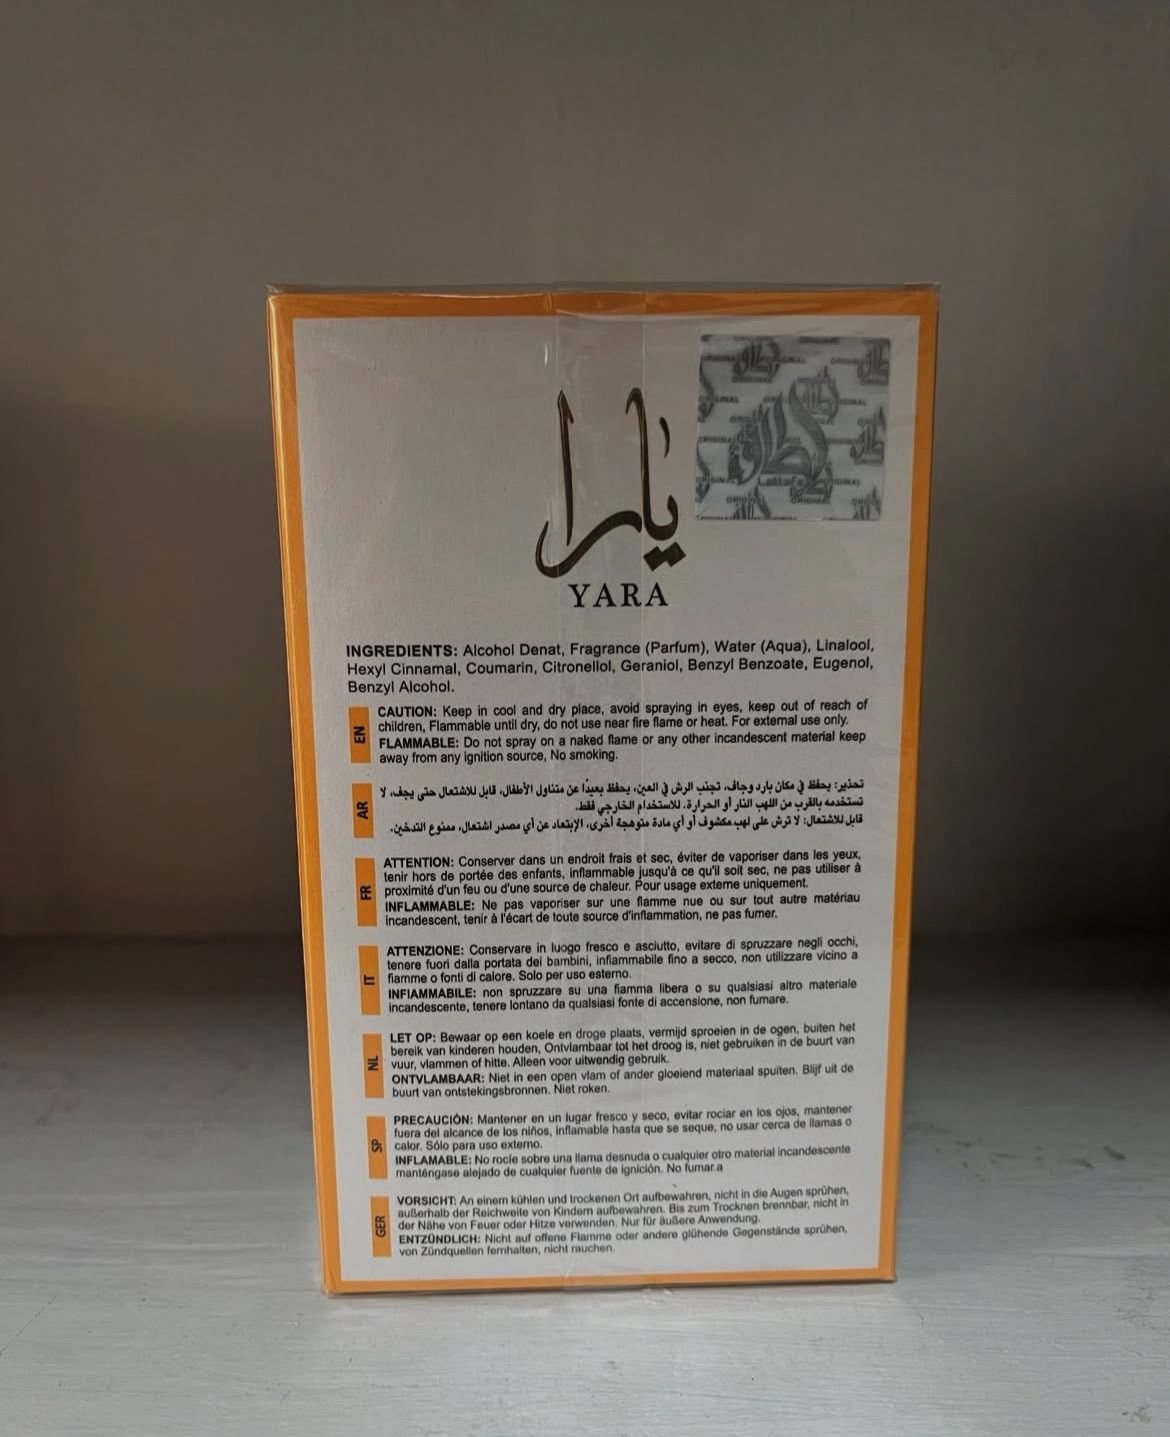 يارا
YARA
لطافة
Lattafa
ORIGINAL
INGREDIENTS: Alcohol Denat, Fragrance (Parfum), Water (Aqua), Linalool,
Hexyl Cinnamal, Coumarin, Citronellol, Geraniol, Benzyl Benzoate, Eugenol,
Benzyl Alcohol.
EN
CAUTION: Keep in cool and dry place, avoid spraying in eyes, keep out of reach of
children, Flammable until dry, do not use near fire flame or heat. For external use only.
FLAMMABLE: Do not spray on a naked flame or any other incandescent material keep
away from any ignition source, No smoking.
AR
تحذير: يحفظ في مكان بارد وجاف، تجنب الرش في العين، يحفظ بعيدًا عن متناول الأطفال، قابل للاشتعال حتى يجف، لا
تستخدمه بالقرب من اللهب النار أو الحرارة. للاستخدام الخارجي فقط.
قابل للاشتعال: لا ترش على لهب مكشوف أو أي مادة متوهجة أخرى، الإبتعاد عن أي مصدر اشتعال، ممنوع التدخين.
FR
ATTENTION: Conserver dans un endroit frais et sec, éviter de vaporiser dans les yeux,
tenir hors de portée des enfants, inflammable jusqu'à ce qu'il soit sec, ne pas utiliser à
proximité d'un feu ou d'une source de chaleur. Pour usage externe uniquement.
INFLAMMABLE: Ne pas vaporiser sur une flamme nue ou sur tout autre matériau
incandescent, tenir à l'écart de toute source d'inflammation, ne pas fumer.
IT
ATTENZIONE: Conservare in luogo fresco e asciutto, evitare di spruzzare negli occhi,
tenere fuori dalla portata dei bambini, infiammabile fino a secco, non utilizzare vicino a
fiamme o fonti di calore. Solo per uso esterno.
INFIAMMABILE: non spruzzare su una fiamma libera o su qualsiasi altro materiale
incandescente, tenere lontano da qualsiasi fonte di accensione, non fumare.
NL
LET OP: Bewaar op een koele en droge plaats, vermijd sproeien in de ogen, buiten het
bereik van kinderen houden, Ontvlambaar tot het droog is, niet gebruiken in de buurt van
vuur, vlammen of hitte. Alleen voor uitwendig gebruik.
ONTVLAMBAAR: Niet in een open vlam of ander gloeiend materiaal spuiten. Blijf uit de
buurt van ontstekingsbronnen. Niet roken.
SP
PRECAUCIÓN: Mantener en un lugar fresco y seco, evitar rociar en los ojos, mantener
fuera del alcance de los niños, inflamable hasta que se seque, no usar cerca de llamas o
calor. Sólo para uso externo.
INFLAMABLE: No rocíe sobre una llama desnuda o cualquier otro material incandescente
manténgase alejado de cualquier fuente de ignición. No fumar.a
GER
VORSICHT: An einem kühlen und trockenen Ort aufbewahren, nicht in die Augen sprühen,
außerhalb der Reichweite von Kindern aufbewahren. Bis zum Trocknen brennbar, nicht in
der Nähe von Feuer oder Hitze verwenden. Nur für äußere Anwendung.
ENTZÜNDLICH: Nicht auf offene Flamme oder andere glühende Gegenstände sprühen,
von Zündquellen fernhalten, nicht rauchen.